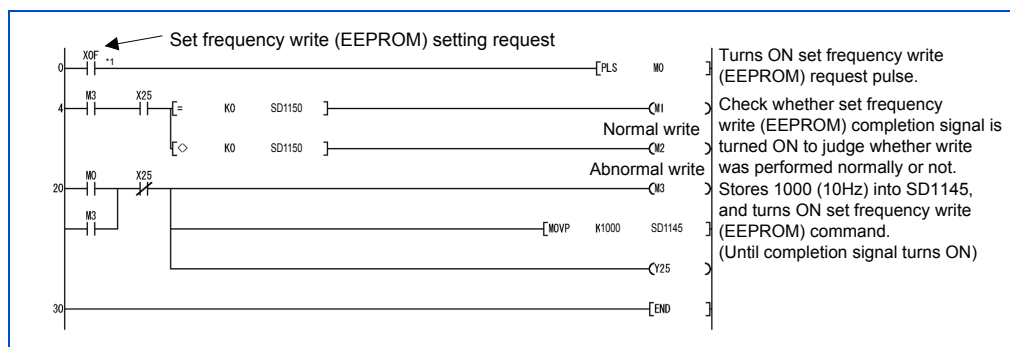 Set frequency write (EEPROM) setting request
X0F
*1
0
PLS M0
Turns ON set frequency write
(EEPROM) request pulse.
4
M3 X25
= K0 SD1150
M1
Normal write
<> K0 SD1150
M2
Abnormal write
Check whether set frequency
write (EEPROM) completion signal is
turned ON to judge whether write
was performed normally or not.
20
M0 X25
M3
Stores 1000 (10Hz) into SD1145,
and turns ON set frequency write
(EEPROM) command.
(Until completion signal turns ON)
M3
MOVP K1000 SD1145
Y25
30
END